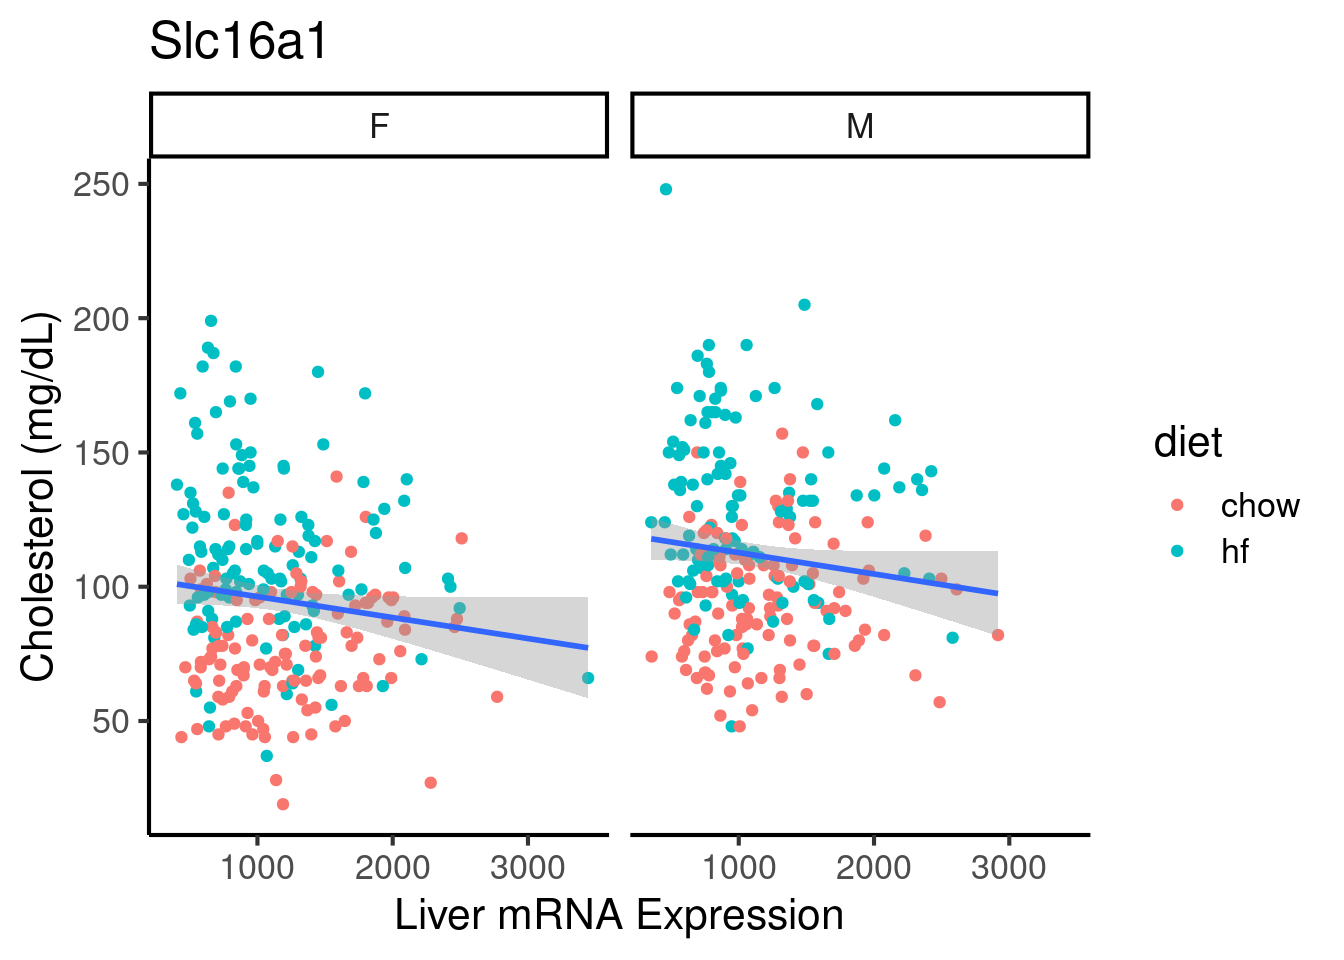 Slc16a1
F
M
250
200
150
100
50
Cholesterol (mg/dL)
1000
2000
3000
1000
2000
3000
Liver mRNA Expression
diet
chow
hf